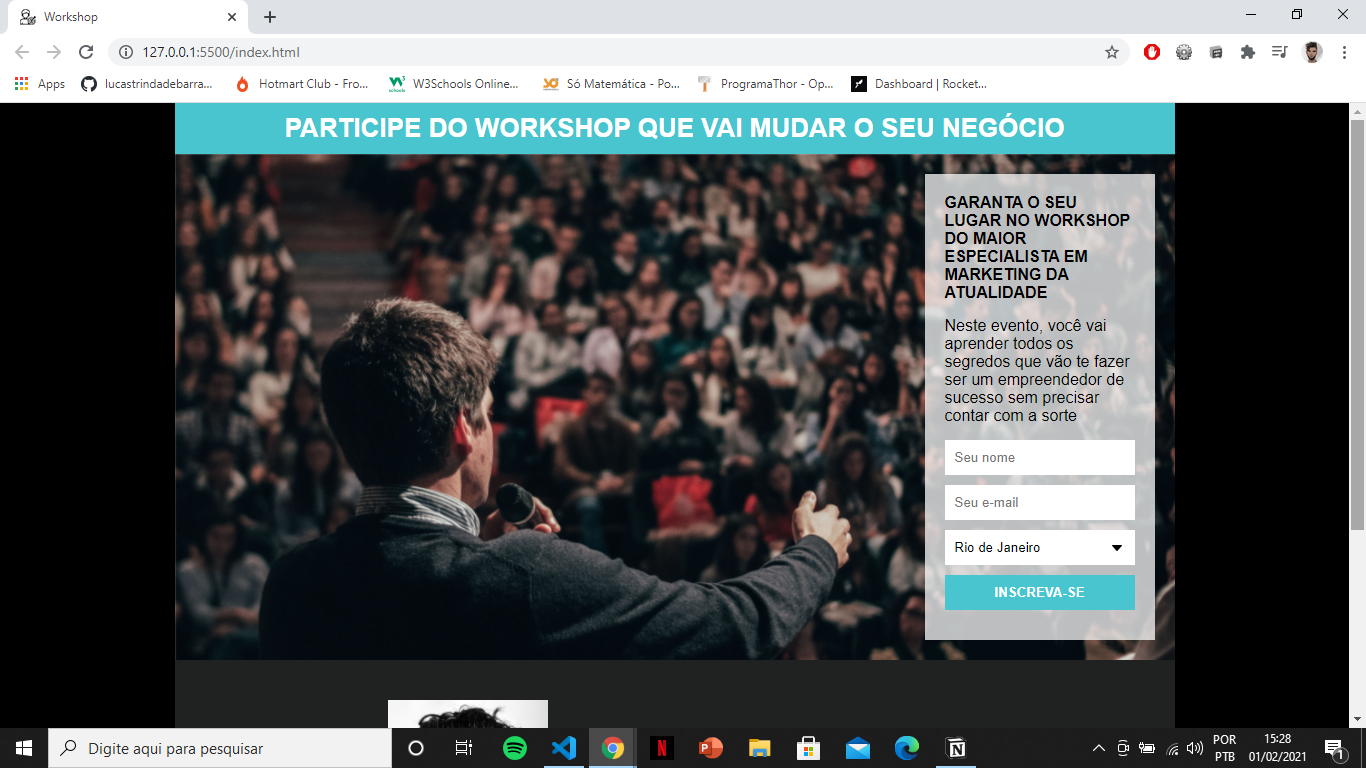 Workshop
127.0.0.1:5500/index.html
Apps
lucastrindadebarra...
Hotmart Club - Fro...
W3Schools Online...
Só Matemática - Po...
ProgramaThor - Op...
Dashboard | Rocket...
PARTICIPE DO WORKSHOP QUE VAI MUDAR O SEU NEGÓCIO
GARANTA O SEU
LUGAR NO WORKSHOP
DO MAIOR
ESPECIALISTA EM
MARKETING DA
ATUALIDADE
Neste evento, você vai
aprender todos os
segredos que vão te fazer
ser um empreendedor de
sucesso sem precisar
contar com a sorte
Seu nome
Seu e-mail
Rio de Janeiro
INSCREVA-SE
Digite aqui para pesquisar
POR
PTB
15:28
01/02/2021
1